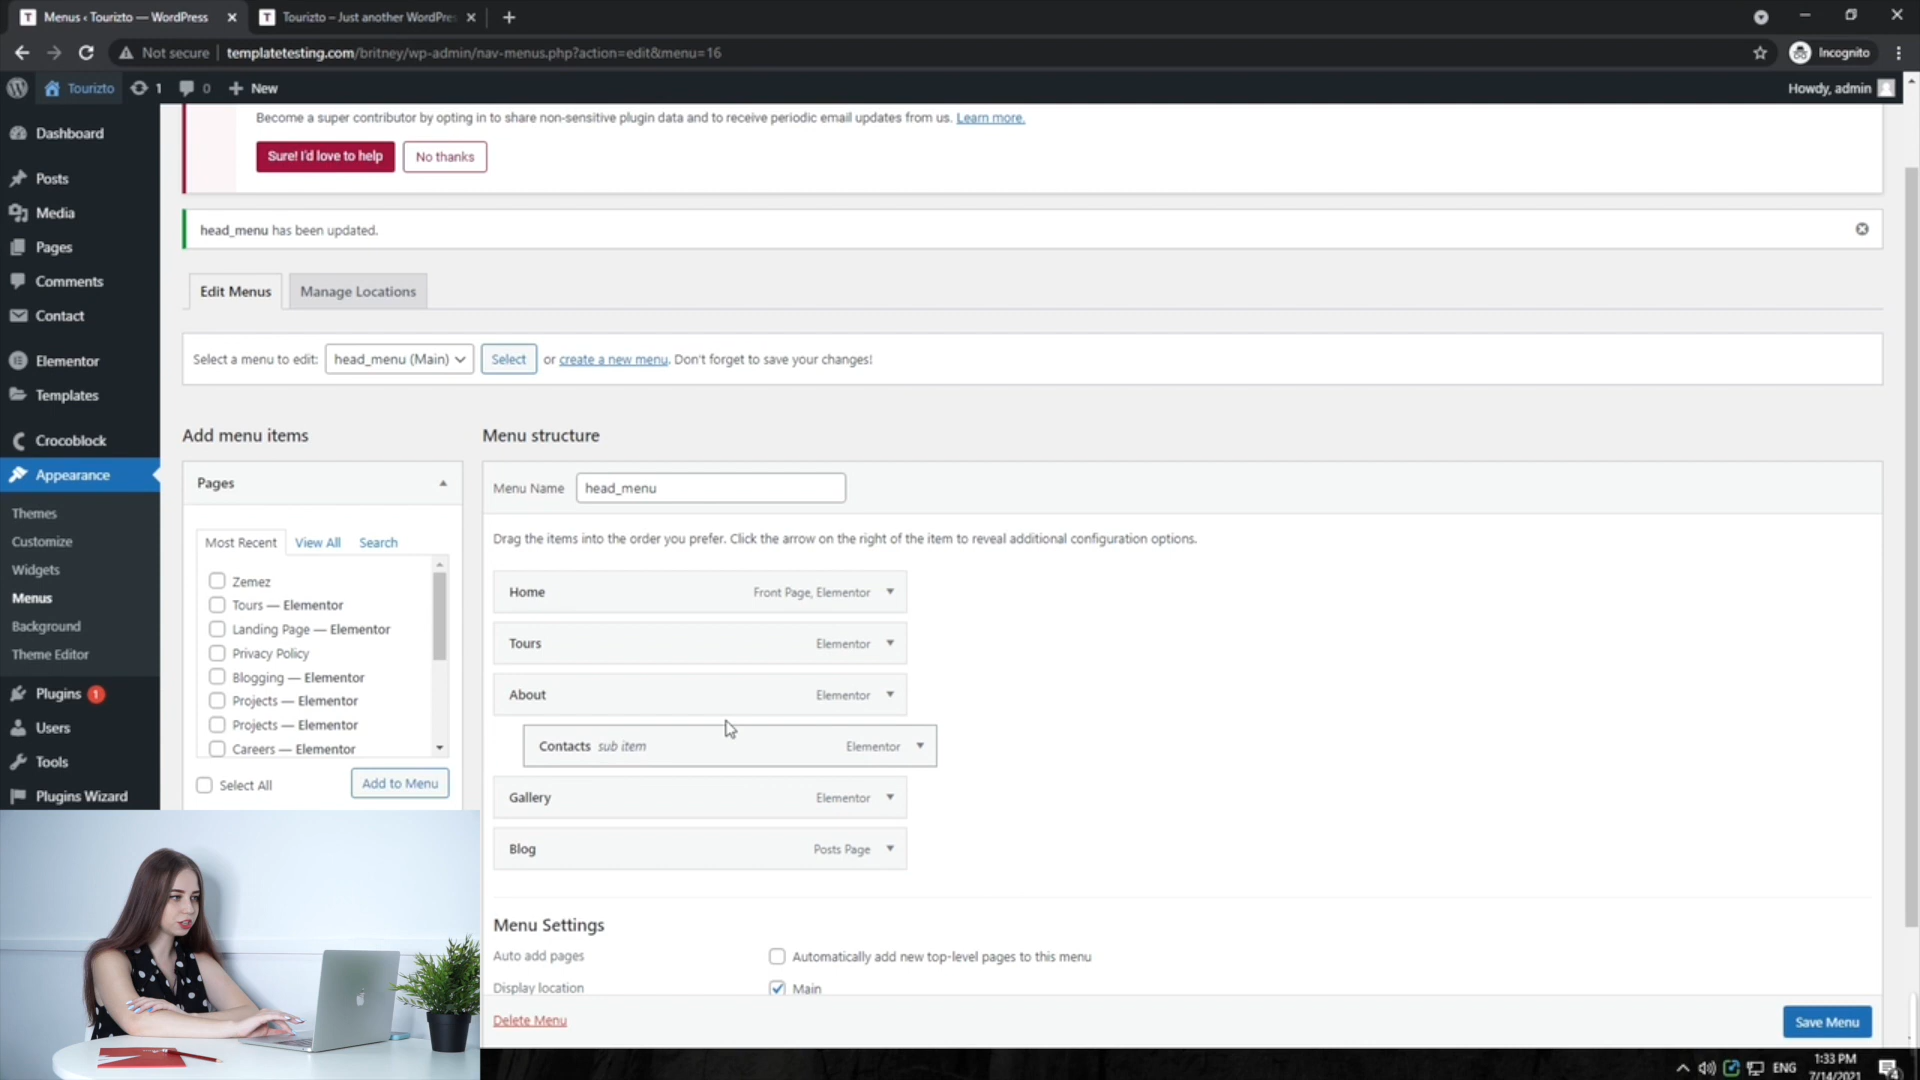 Menus ‹ Tourizto — WordPress
Tourizto – Just another WordPres
Not secure
templatetesting.com/britney/wp-admin/nav-menus.php?action=edit&menu=16
Incognito
Tourizto
1
0
New
Howdy, admin
Dashboard
Posts
Media
Pages
Comments
Contact
Elementor
Templates
Crocoblock
Appearance
Themes
Customize
Widgets
Menus
Background
Theme Editor
Plugins 1
Users
Tools
Plugins Wizard
Become a super contributor by opting in to share non-sensitive plugin data and to receive periodic email updates from us. Learn more.
Sure! I'd love to help
No thanks
head_menu has been updated.
Edit Menus
Manage Locations
Select a menu to edit: head_menu (Main) Select or create a new menu. Don't forget to save your changes!
Add menu items
Pages
Most Recent View All Search
Zemez
Tours — Elementor
Landing Page — Elementor
Privacy Policy
Blogging — Elementor
Projects — Elementor
Projects — Elementor
Careers — Elementor
Select All
Add to Menu
Menu structure
Menu Name head_menu
Drag the items into the order you prefer. Click the arrow on the right of the item to reveal additional configuration options.
Home Front Page, Elementor
Tours Elementor
About Elementor
Contacts sub item Elementor
Gallery Elementor
Blog Posts Page
Menu Settings
Auto add pages
Automatically add new top-level pages to this menu
Display location
Main
Delete Menu
Save Menu
ENG
1:33 PM
7/14/2021
4